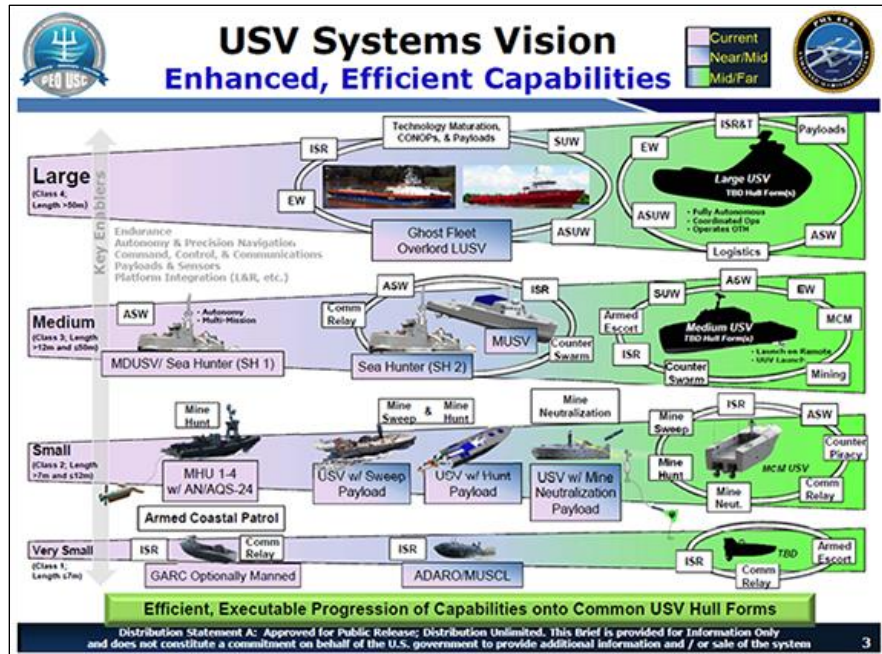 USV Systems Vision
Enhanced, Efficient Capabilities
Current
Near/Mid
Mid/Far
PEO USC
Key Enablers
Large
(Class 4;
Length >50m)
Endurance
Autonomy & Precision Navigation
Command, Control, & Communications
Payloads & Sensors
Platform Integration (L&R, etc.)
ISR
Technology Maturation,
CONOPs, & Payloads
SUW
EW
Ghost Fleet
Overlord LUSV
ASUW
ISR&T
Payloads
EW
Large USV
TBD Hull Form(s)
• Fully Autonomous
• Coordinated Ops
• Operates OTH
ASUW
ASW
Logistics
Medium
(Class 3; Length
>12m and ≤50m)
ASW
• Autonomy
• Multi-Mission
MDUSV/ Sea Hunter (SH 1)
ASW
ISR
Comm
Relay
MUSV
Sea Hunter (SH 2)
Counter
Swarm
SUW
ASW
EW
Armed
Escort
Medium USV
TBD Hull Form(s)
MCM
• Launch on Remote
• UUV Launch
ISR
Counter
Swarm
Mining
Small
(Class 2; Length
>7m and ≤12m)
Mine
Hunt
MHU 1-4
w/ AN/AQS-24
Mine
Sweep
&
Mine
Hunt
USV w/ Sweep
Payload
USV w/ Hunt
Payload
Mine
Neutralization
USV w/ Mine
Neutralization
Payload
ISR
Mine
Sweep
ASW
Counter
Piracy
Mine
Hunt
MCM USV
Mine
Neut.
Comm
Relay
Very Small
(Class 1;
Length ≤7m)
Armed Coastal Patrol
ISR
Comm
Relay
GARC Optionally Manned
ISR
ADARO/MUSCL
ISR
TBD
Armed
Escort
Comm
Relay
Efficient, Executable Progression of Capabilities onto Common USV Hull Forms
Distribution Statement A: Approved for Public Release; Distribution Unlimited. This Brief is provided for Information Only
and does not constitute a commitment on behalf of the U.S. government to provide additional information and / or sale of the system
3